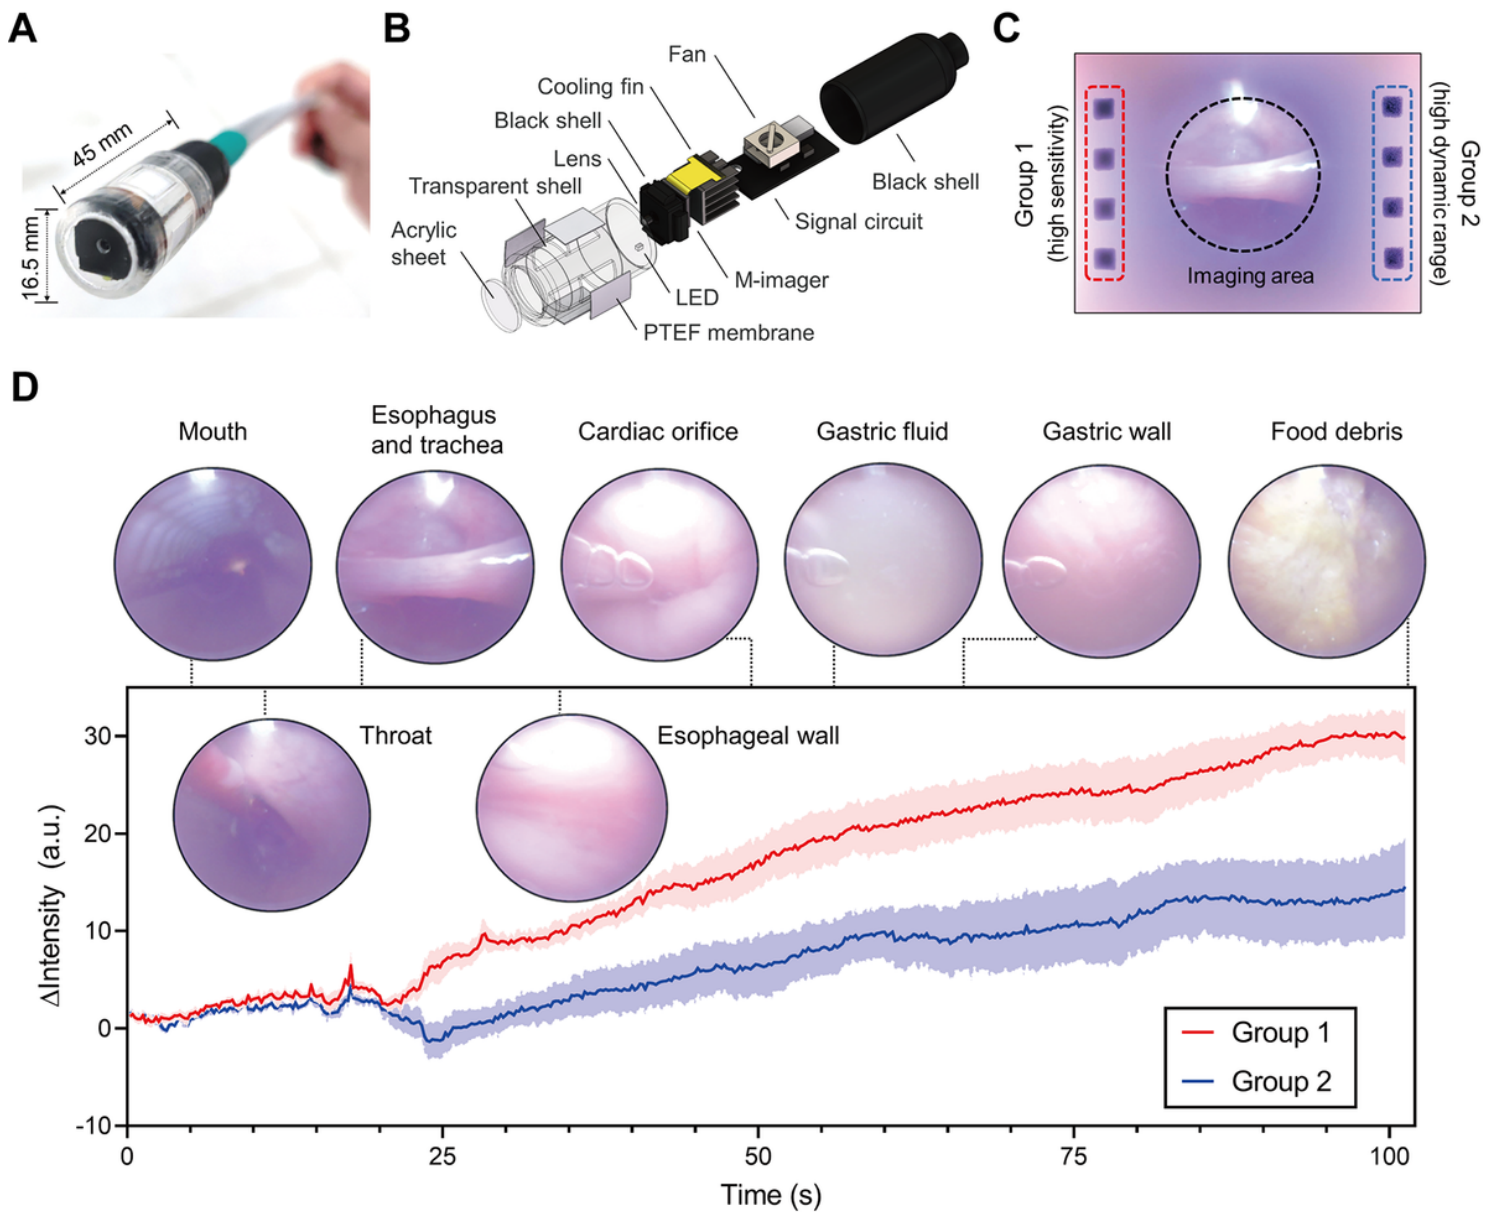 A
45 mm
16.5 mm
B
Fan
Cooling fin
Black shell
Lens
Transparent shell
Acrylic
sheet
Black shell
Signal circuit
M-imager
LED
PTEF membrane
C
Group 1
(high sensitivity)
Imaging area
Group 2
(high dynamic range)
D
Mouth
Esophagus
and trachea
Cardiac orifice
Gastric fluid
Gastric wall
Food debris
Throat
Esophageal wall
ΔIntensity (a.u.)
30
20
10
0
-10
Group 1
Group 2
0
25
50
75
100
Time (s)